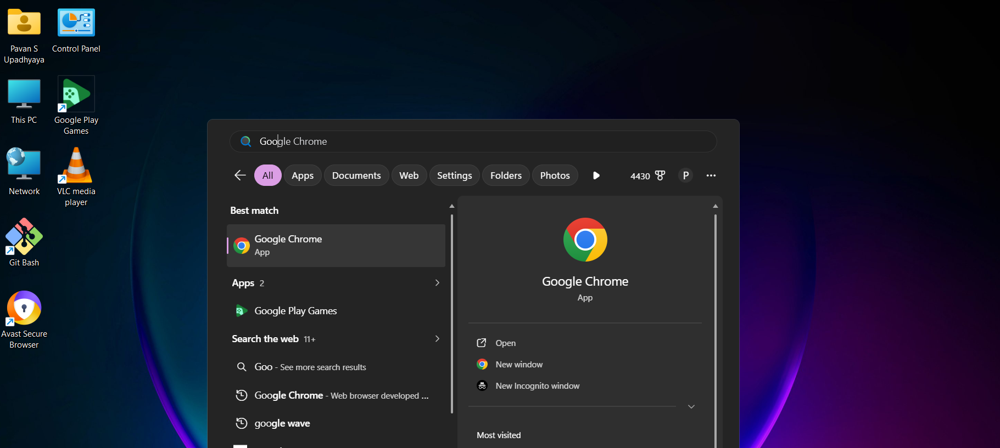 Pavan S
Upadhyaya
Control Panel
This PC
Google Play
Games
Network
VLC media
player
Git Bash
Avast Secure
Browser
Google Chrome
All
Apps
Documents
Web
Settings
Folders
Photos
4430
P
Best match
Google Chrome
App
Apps 2
Google Play Games
Search the web 11+
Goo - See more search results
Google Chrome - Web browser developed ...
google wave
Google Chrome
App
Open
New window
New Incognito window
Most visited